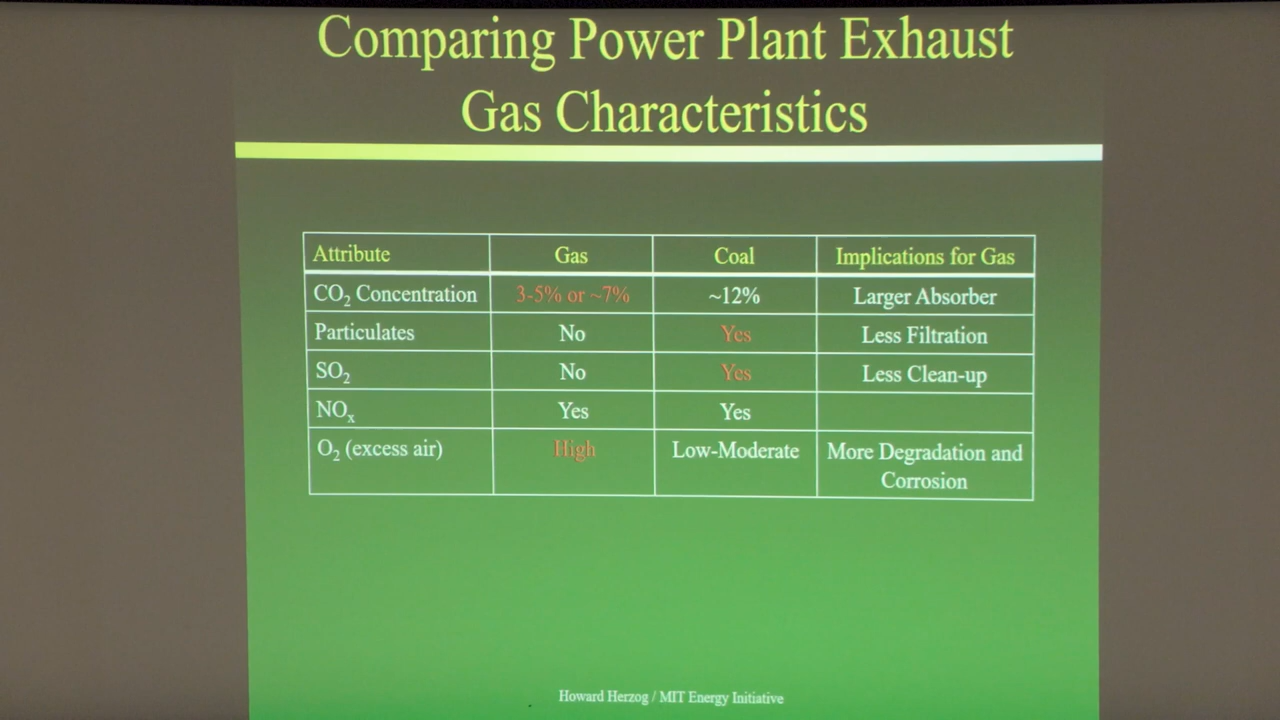 Comparing Power Plant Exhaust
Gas Characteristics
Attribute Gas Coal Implications for Gas
CO₂ Concentration 3-5% or ~7% ~12% Larger Absorber
Particulates No Yes Less Filtration
SO₂ No Yes Less Clean-up
NOₓ Yes Yes
O₂ (excess air) High Low-Moderate More Degradation and
Corrosion
Howard Herzog / MIT Energy Initiative